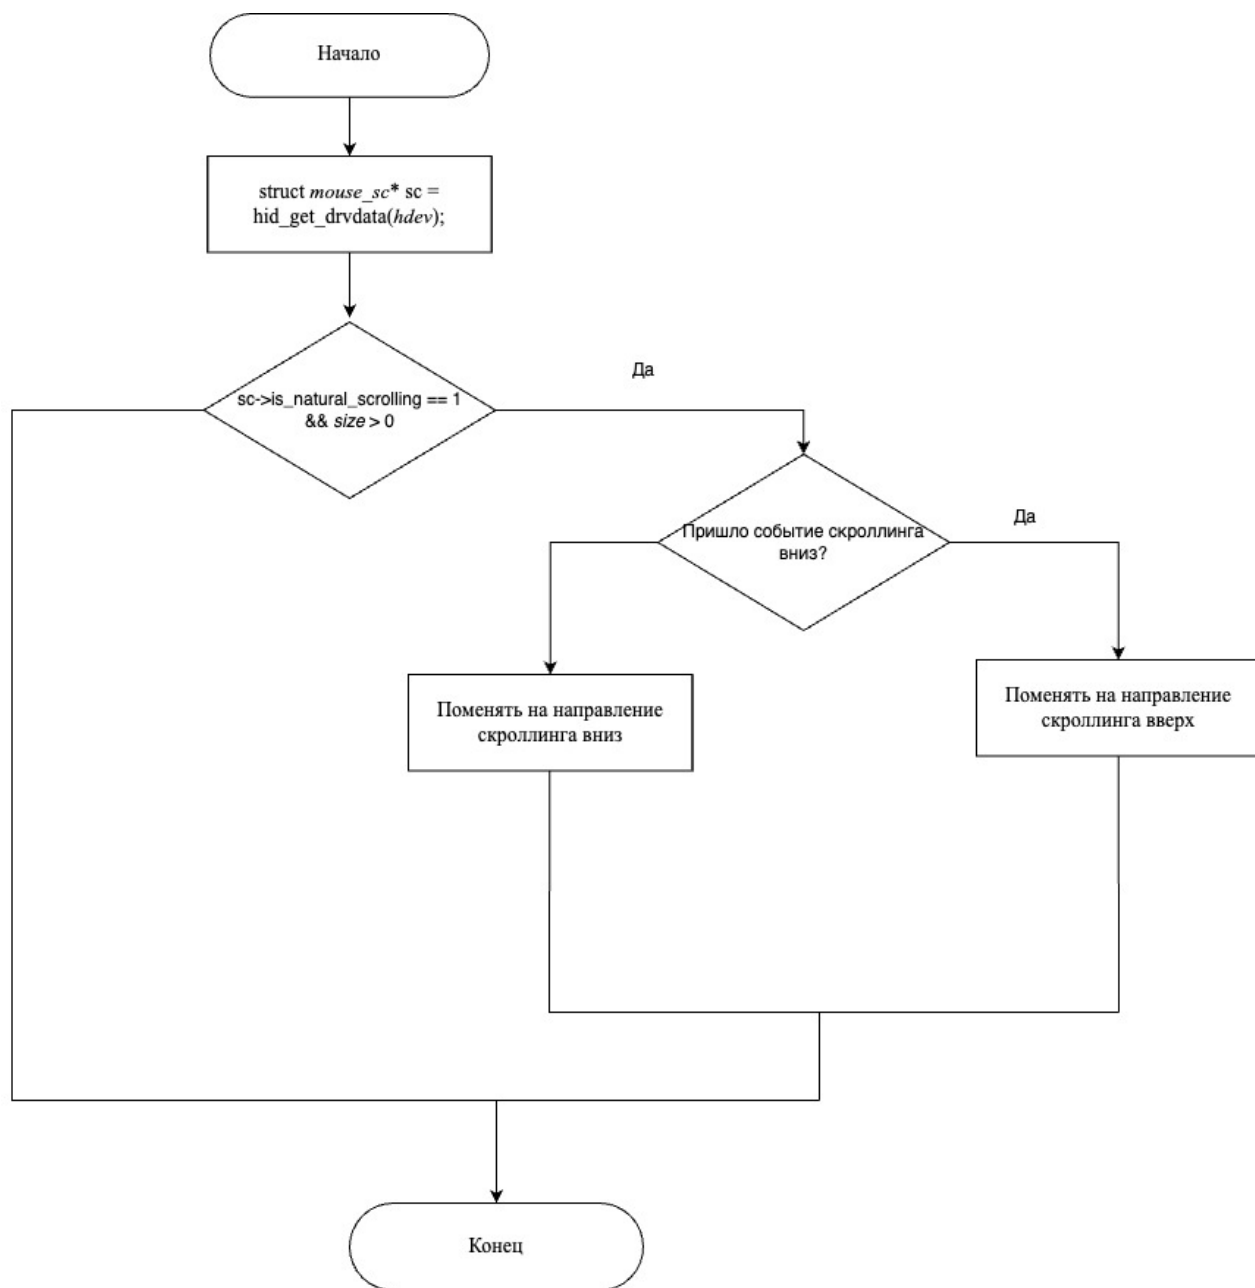 Начало
struct mouse_sc* sc =
hid_get_drvdata(hdev);
Да
sc->is_natural_scrolling == 1
&& size > 0
Да
Пришло событие скроллинга
вниз?
Поменять на направление
скроллинга вниз
Поменять на направление
скроллинга вверх
Конец